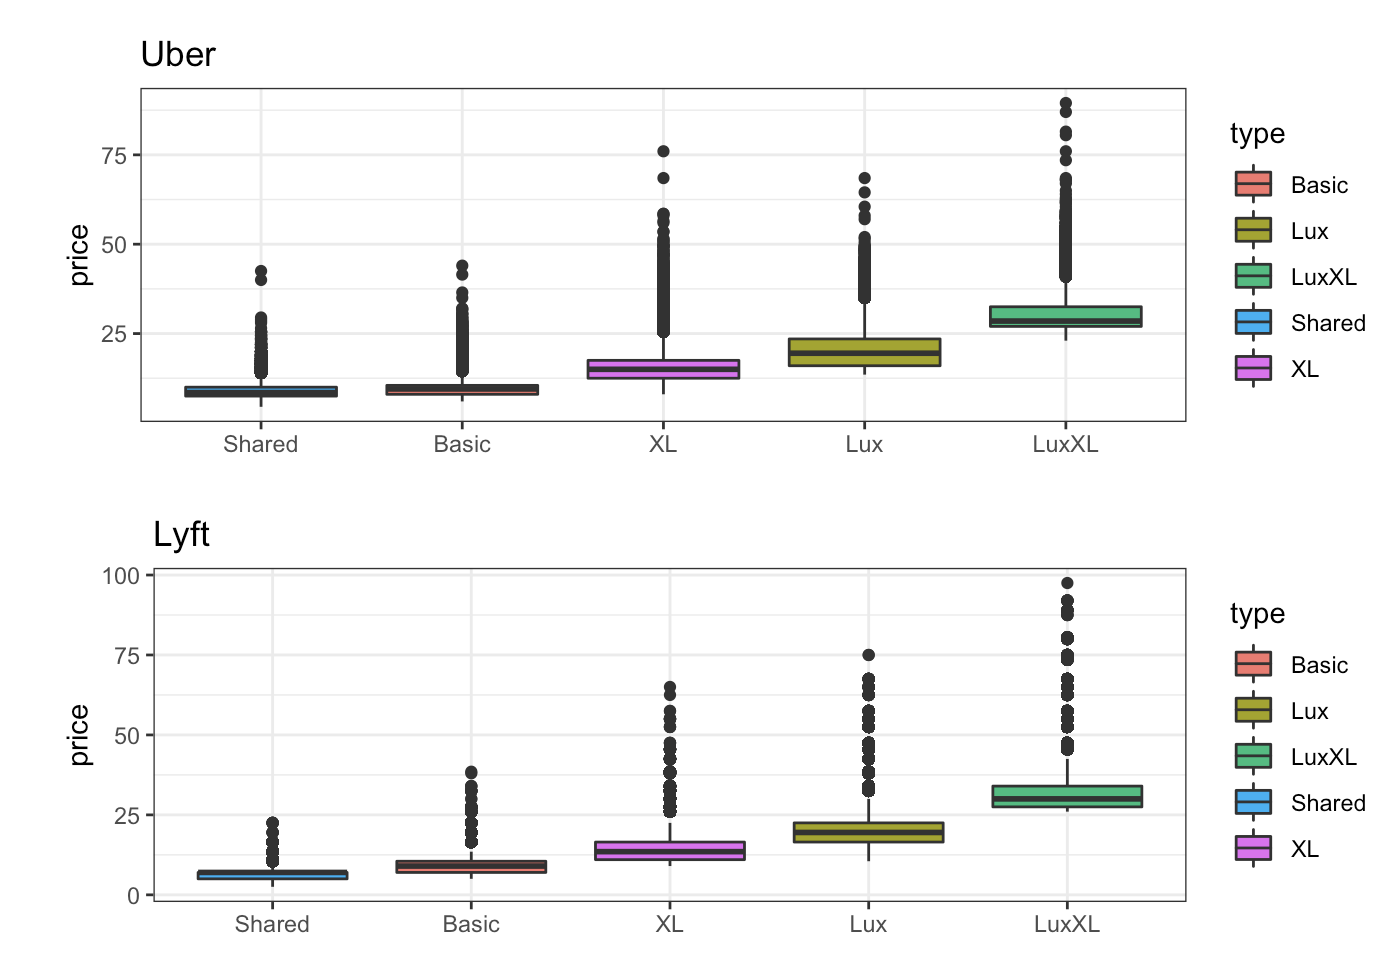 Uber
price
75
50
25
Shared Basic XL Lux LuxXL
type
Basic
Lux
LuxXL
Shared
XL
Lyft
price
100
75
50
25
0
Shared Basic XL Lux LuxXL
type
Basic
Lux
LuxXL
Shared
XL